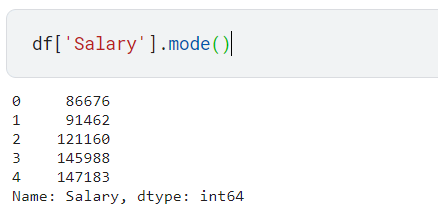 df['Salary'].mode()
0     86676
1     91462
2    121160
3    145988
4    147183
Name: Salary, dtype: int64